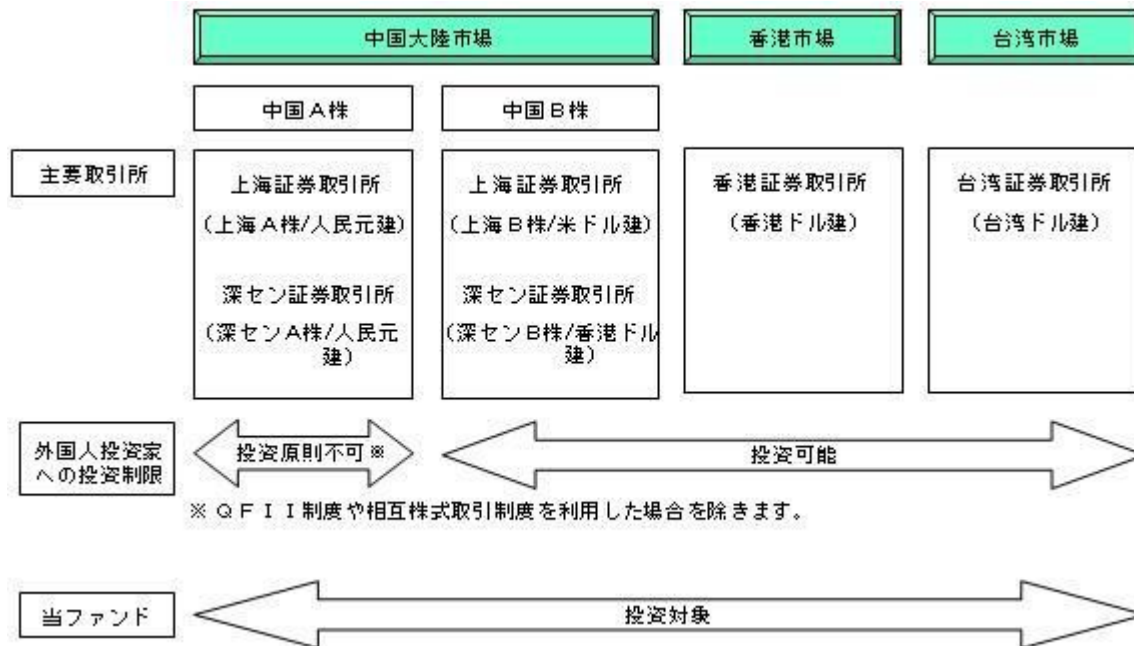 中国大陸市場
香港市場
台湾市場
中国Ａ株
中国Ｂ株
主要取引所
上海証券取引所
(上海Ａ株/人民元建)
深セン証券取引所
(深センＡ株/人民元
建)
上海証券取引所
(上海Ｂ株/米ドル建)
深セン証券取引所
(深センＢ株/香港ドル
建)
香港証券取引所
(香港ドル建)
台湾証券取引所
(台湾ドル建)
外国人投資家
への投資制限
投資原則不可※
投資可能
※ＱＦＩＩ制度や相互株式取引制度を利用した場合を除きます。
当ファンド
投資対象